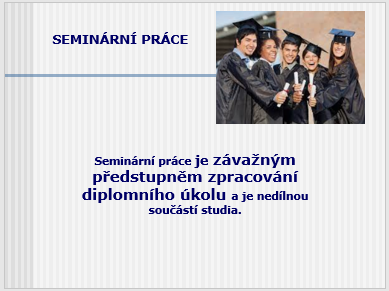 SEMINÁRNÍ PRÁCE
Seminární práce je závažným
předstupněm zpracování
diplomního úkolu a je nedílnou
součástí studia.